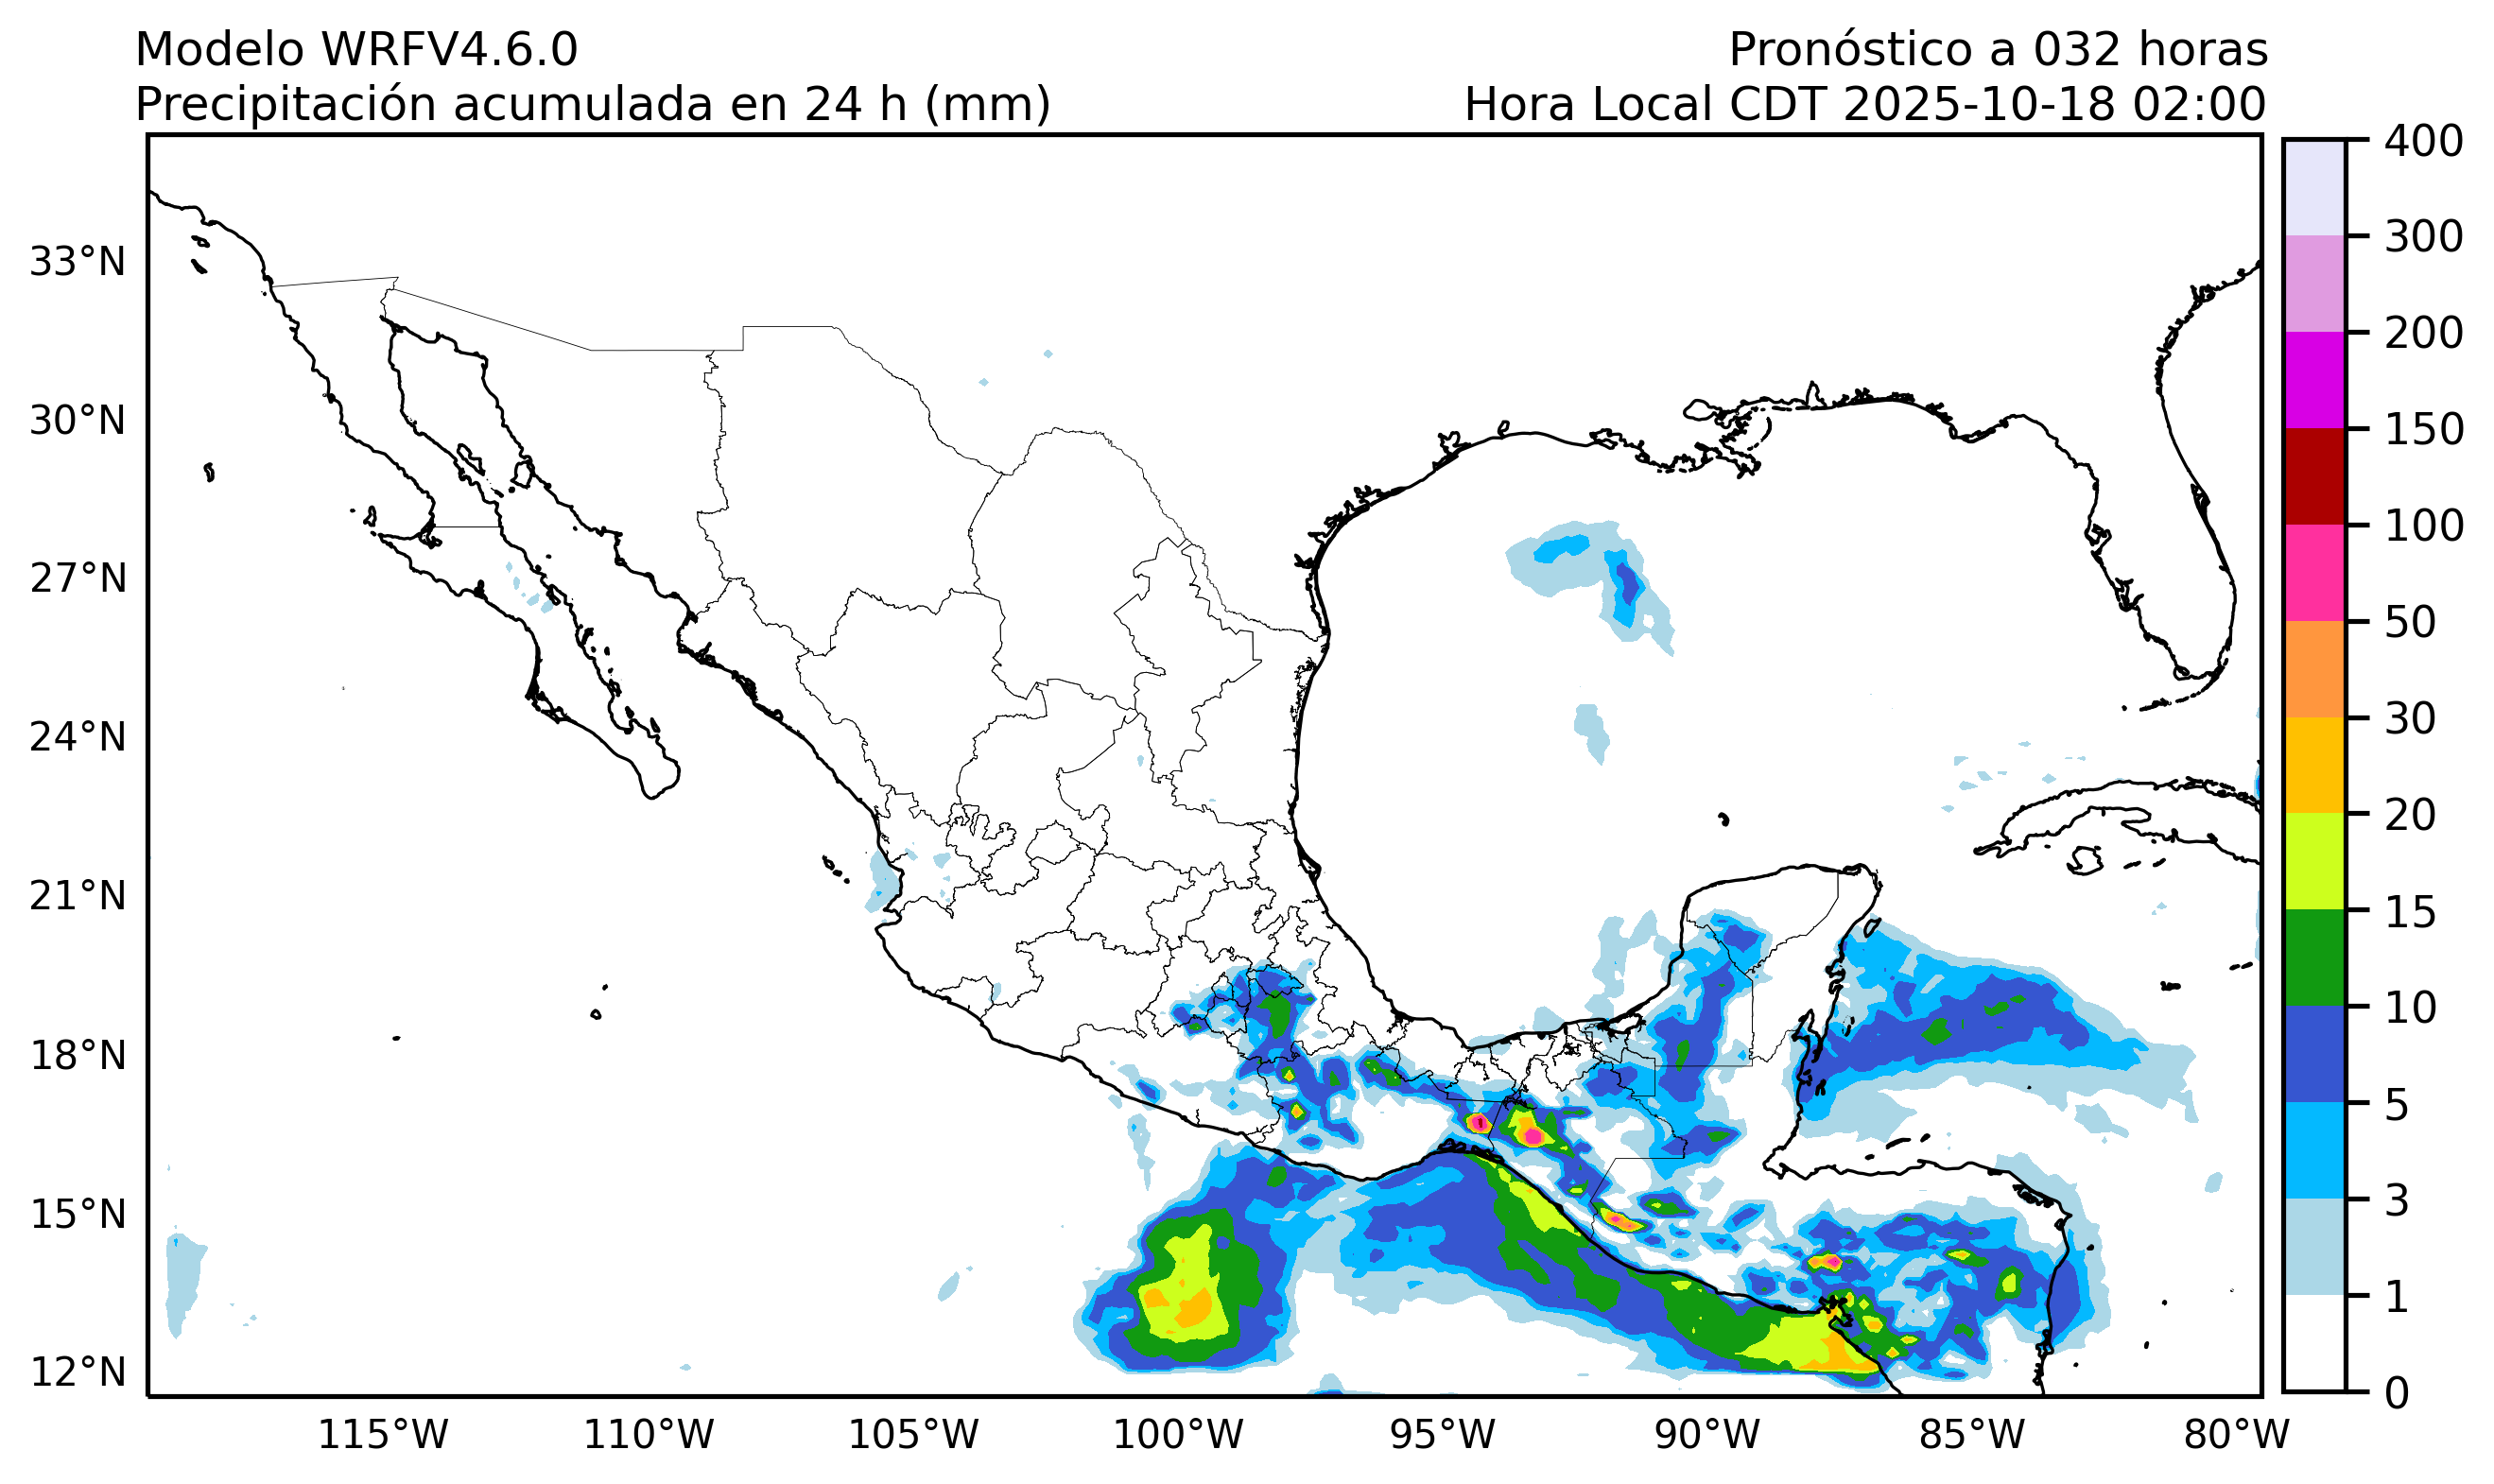 Modelo WRFV4.6.0
Pronóstico a 032 horas
Precipitación acumulada en 24 h (mm)
Hora Local CDT 2025-10-18 02:00
33°N
30°N
27°N
24°N
21°N
18°N
15°N
12°N
115°W
110°W
105°W
100°W
95°W
90°W
85°W
80°W
400
300
200
150
100
50
30
20
15
10
5
3
1
0